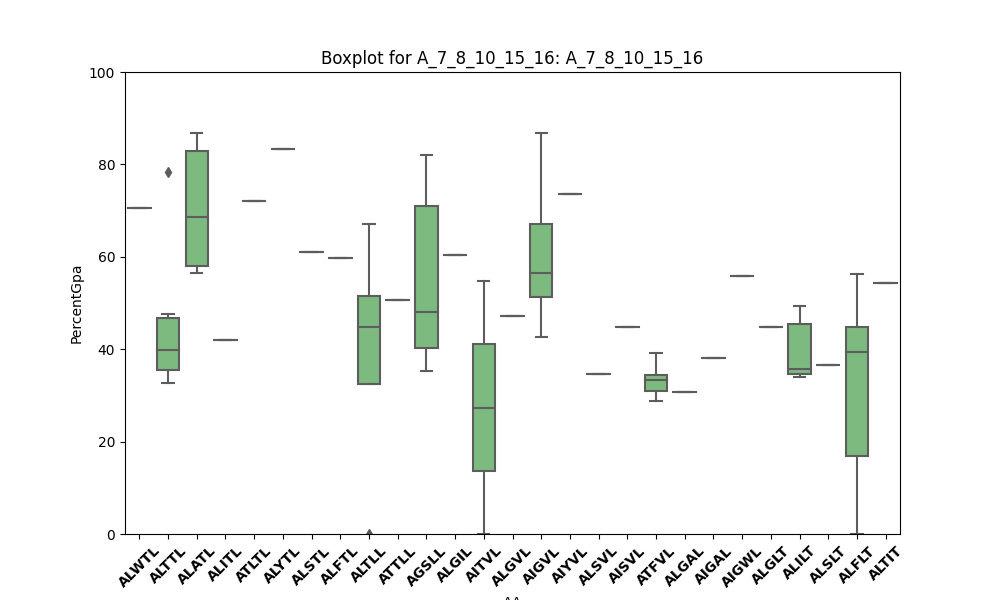 Boxplot for A_7_8_10_15_16: A_7_8_10_15_16
PercentGpa
100
80
60
40
20
0
ALWTL
ALTTL
ALATL
ALITL
ATLTL
ALYTL
ALSTL
ALFTL
ALTLL
ATTLL
AGSLL
ALGIL
AITVL
ALGVL
AIGVL
AIYVL
ALSVL
AISVL
ATFVL
ALGAL
AIGAL
AIGWL
ALGLT
ALILT
ALSLT
ALFLT
ALTIT
AA